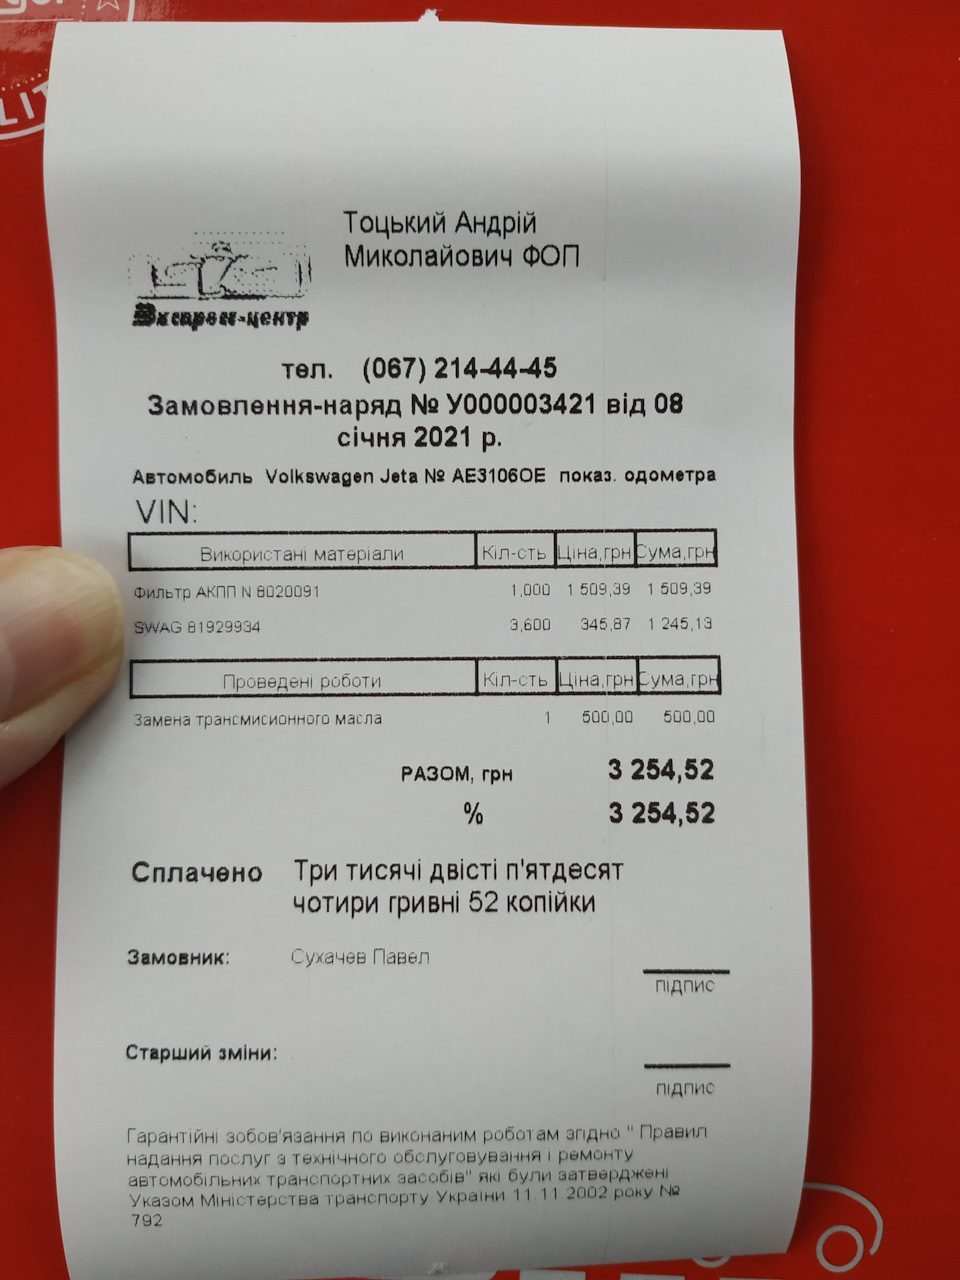 LIT
Тоцький Андрій
Миколайович ФОП
Экспресс-центр
тел. (067) 214-44-45
Замовлення-наряд № У000003421 від 08
січня 2021 р.
Автомобиль Volkswagen Jeta № AE3106OE показ. одометра
VIN:
Використані матеріали Кіл-сть Ціна,грн Сума,грн
Фильтр АКПП N 8020091 1,000 1 509,39 1 509,39
SWAG 81929934 3,600 345,87 1 245,13
Проведені роботи Кіл-сть Ціна,грн Сума,грн
Замена трансмисионного масла 1 500,00 500,00
РАЗОМ, грн 3 254,52
% 3 254,52
Сплачено Три тисячі двісті п'ятдесят
чотири гривні 52 копійки
Замовник: Сухачев Павел
підпис
Старший зміни:
підпис
Гарантійні зобов'язання по виконаним роботам згідно " Правил
надання послуг з технічного обслуговування і ремонту
автомобільних транспортних засобів" які були затверджені
Указом Міністерства транспорту України 11.11.2002 року №
792